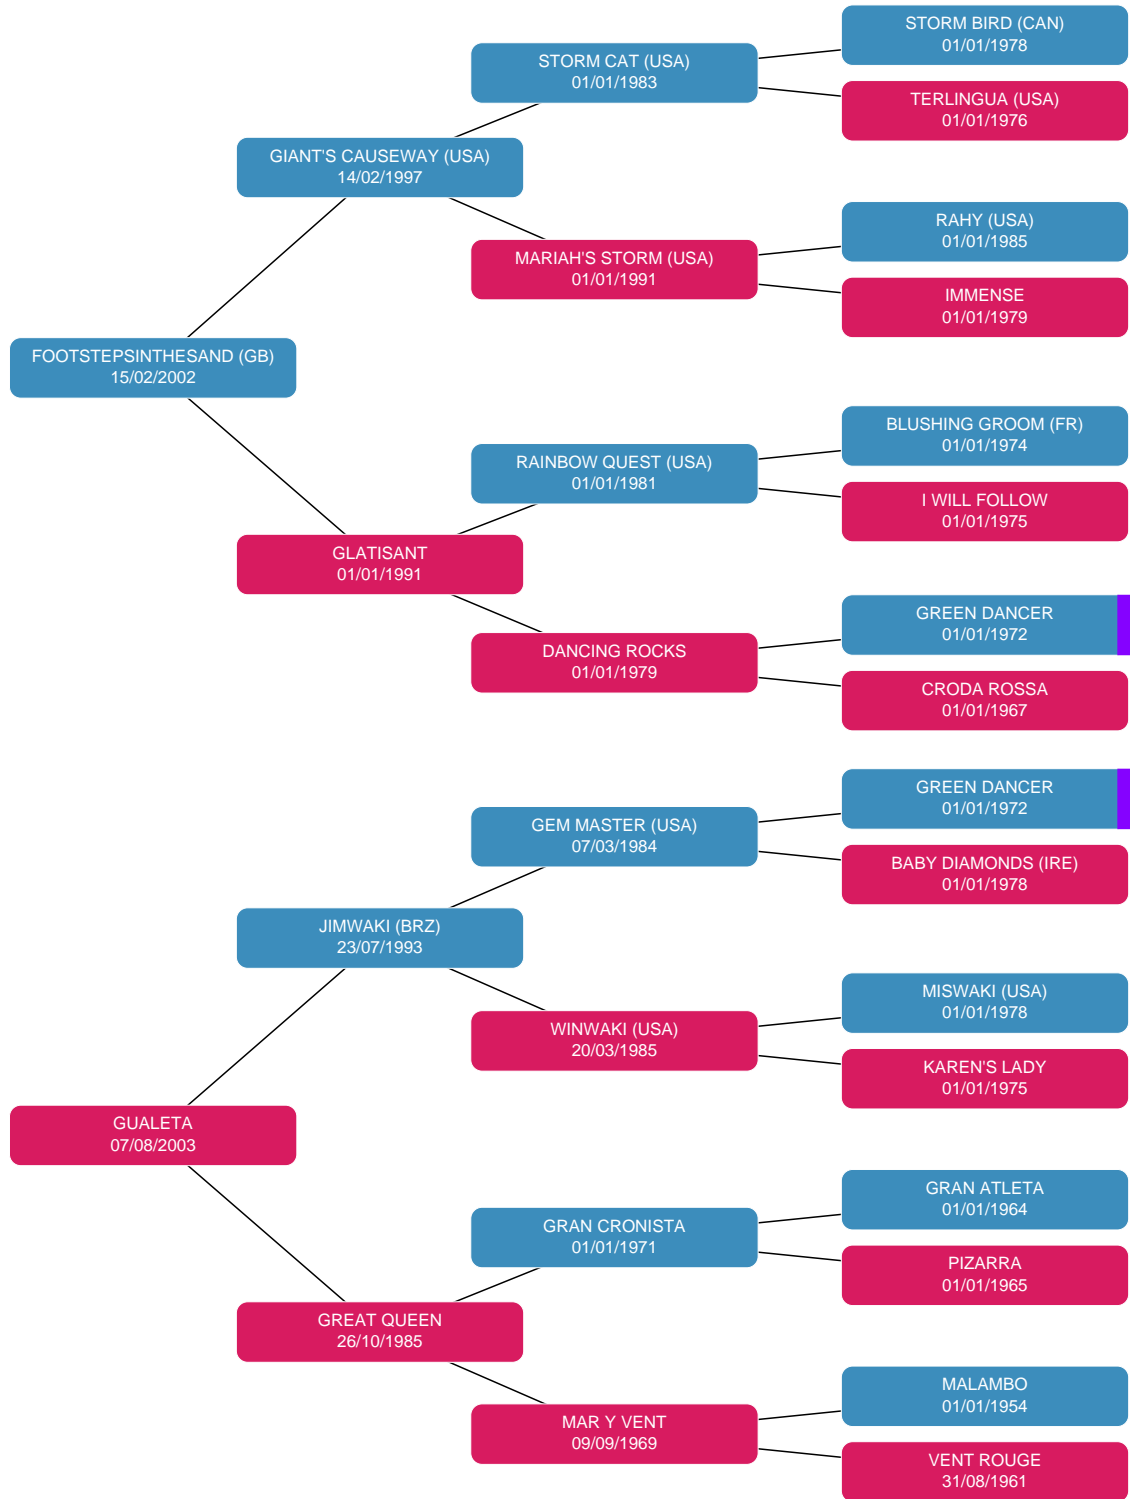 STORM BIRD (CAN)
01/01/1978
STORM CAT (USA)
01/01/1983
TERLINGUA (USA)
01/01/1976
GIANT'S CAUSEWAY (USA)
14/02/1997
RAHY (USA)
01/01/1985
MARIAH'S STORM (USA)
01/01/1991
IMMENSE
01/01/1979
FOOTSTEPSINTHESAND (GB)
15/02/2002
BLUSHING GROOM (FR)
01/01/1974
RAINBOW QUEST (USA)
01/01/1981
I WILL FOLLOW
01/01/1975
GLATISANT
01/01/1991
GREEN DANCER
01/01/1972
DANCING ROCKS
01/01/1979
CRODA ROSSA
01/01/1967
GREEN DANCER
01/01/1972
GEM MASTER (USA)
07/03/1984
BABY DIAMONDS (IRE)
01/01/1978
JIMWAKI (BRZ)
23/07/1993
MISWAKI (USA)
01/01/1978
WINWAKI (USA)
20/03/1985
KAREN'S LADY
01/01/1975
GUALETA
07/08/2003
GRAN ATLETA
01/01/1964
GRAN CRONISTA
01/01/1971
PIZARRA
01/01/1965
GREAT QUEEN
26/10/1985
MALAMBO
01/01/1954
MAR Y VENT
09/09/1969
VENT ROUGE
31/08/1961